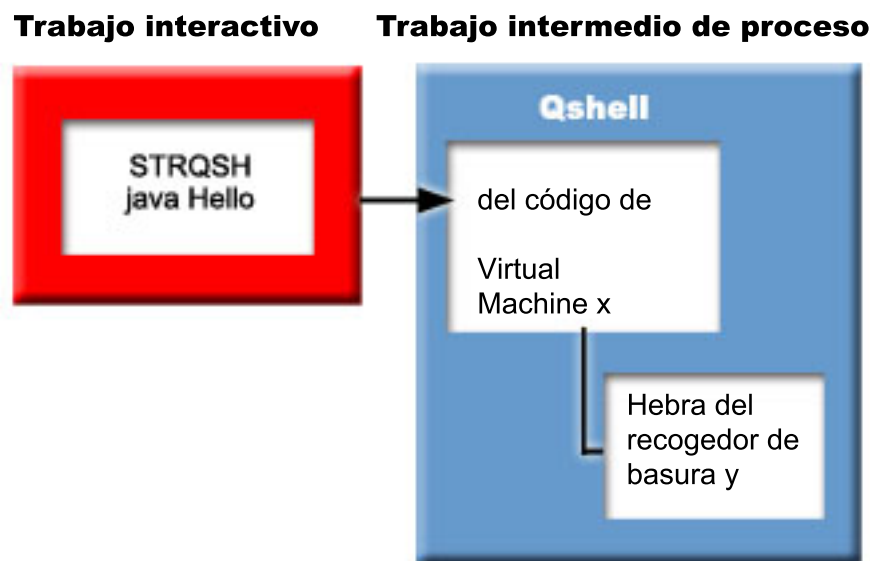 Trabajo interactivo
Trabajo intermedio de proceso
STRQSH
java Hello
Qshell
del código de
Virtual
Machine x
Hebra del
recogedor de
basura y